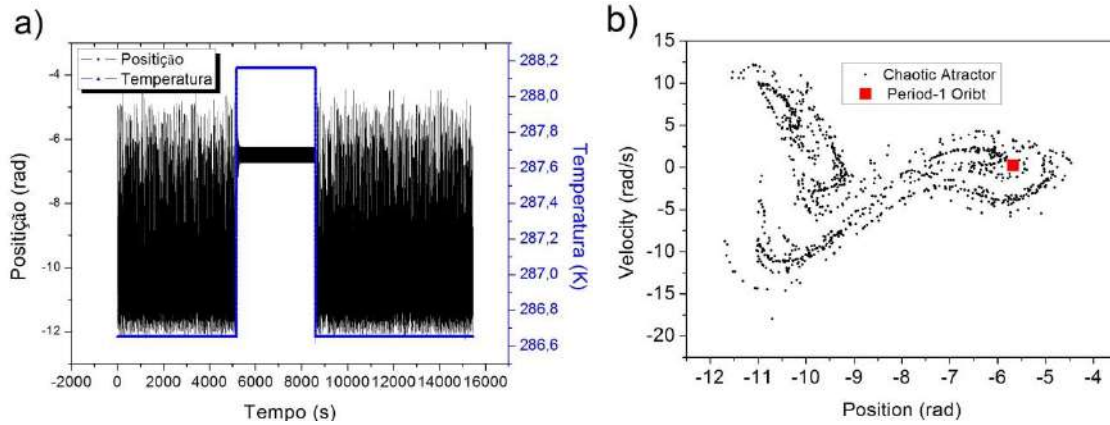 a)
Positição
Temperatura
-4
-6
-8
-10
-12
Positição (rad)
288,2
288,0
287,8
287,6
287,4
287,2
287,0
286,8
286,6
Temperatura (K)
-2000 0 2000 4000 6000 8000 10000 12000 14000 16000
Tempo (s)
b)
Chaotic Atractor
Period-1 Oribt
15
10
5
0
-5
-10
-15
-20
Velocity (rad/s)
-12 -11 -10 -9 -8 -7 -6 -5 -4
Position (rad)